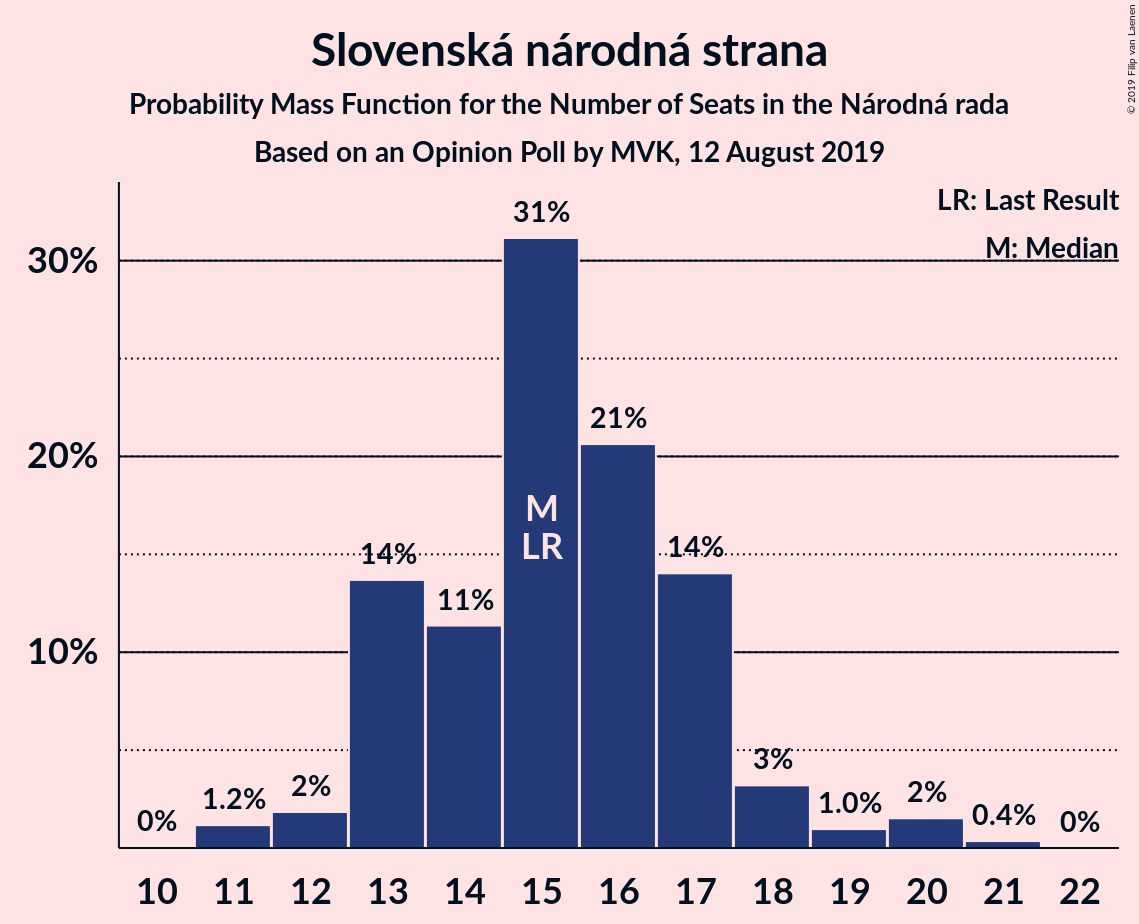 Slovenská národná strana
Probability Mass Function for the Number of Seats in the Národná rada
Based on an Opinion Poll by MVK, 12 August 2019
© 2019 Filip van Laenen
LR: Last Result
M: Median
30%
20%
10%
0%
1.2%
2%
14%
11%
31%
M
LR
21%
14%
3%
1.0%
2%
0.4%
0%
10 11 12 13 14 15 16 17 18 19 20 21 22